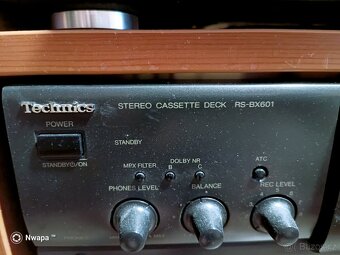 Technics
STEREO CASSETTE DECK RS-BX601
POWER
STANDBY
STANDBY/ON
MPX FILTER
DOLBY NR
B C
ATC
PHONES LEVEL
BALANCE
REC LEVEL
Nwapa